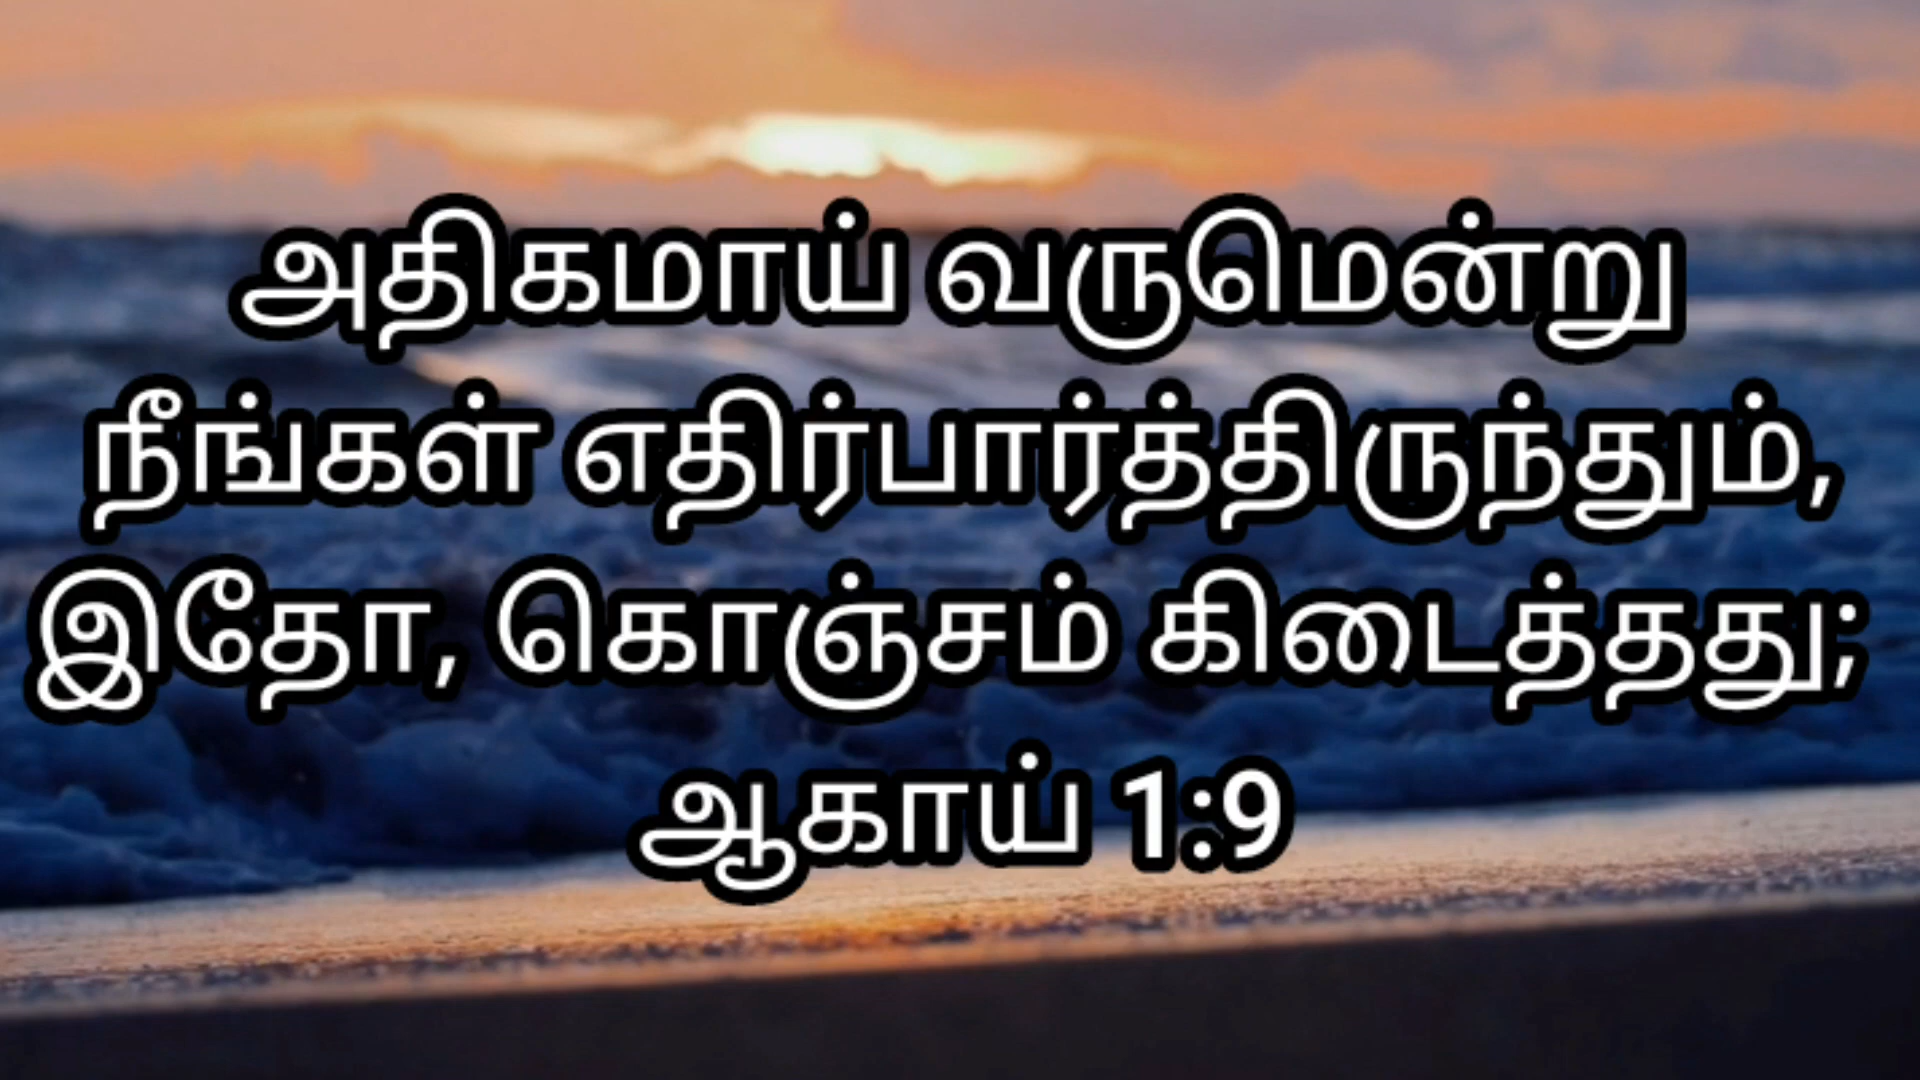 அதிகமாய் வருமென்று
நீங்கள் எதிர்பார்த்திருந்தும்,
இதோ, கொஞ்சம் கிடைத்தது;
ஆகாய் 1:9